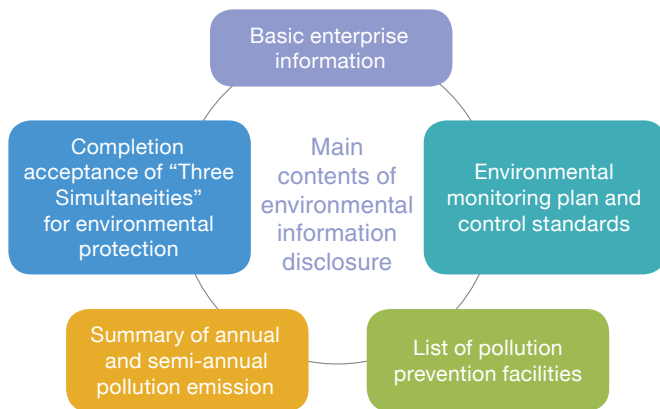 Basic enterprise
information
Completion
acceptance of “Three
Simultaneities”
for environmental
protection
Main
contents of
environmental
information
disclosure
Environmental
monitoring plan and
control standards
Summary of annual
and semi-annual
pollution emission
List of pollution
prevention facilities